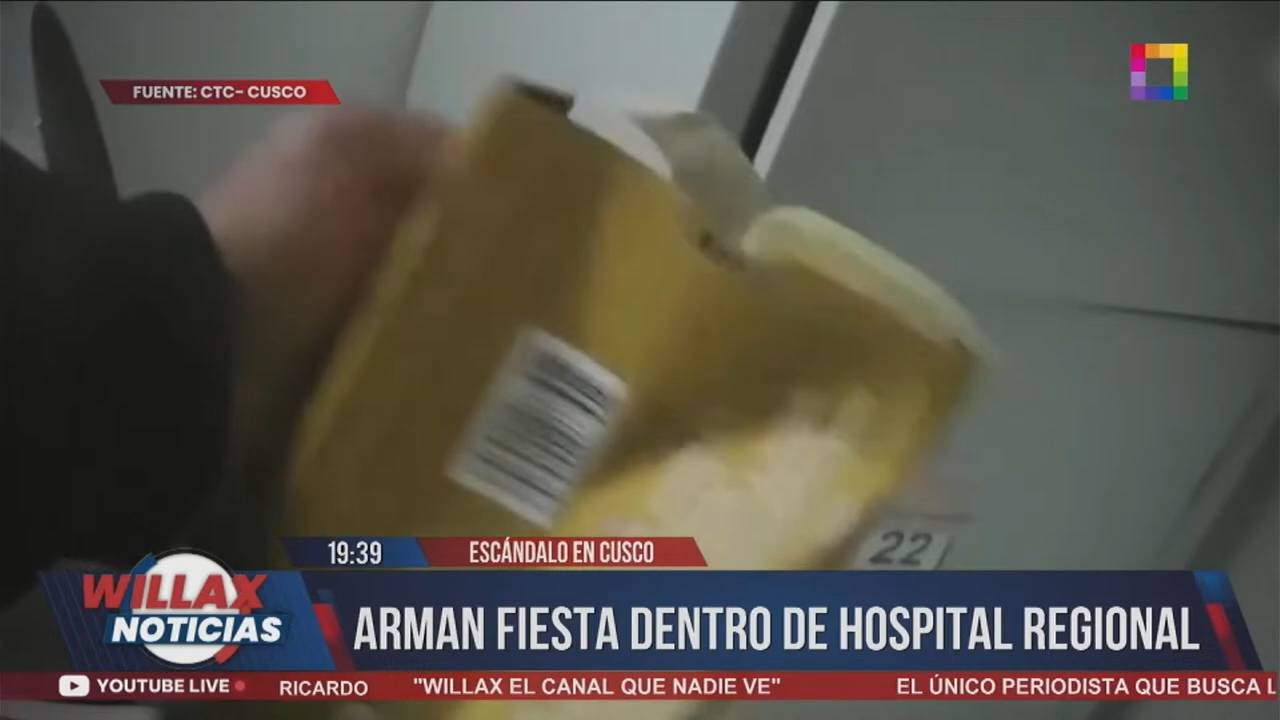 FUENTE: CTC- CUSCO
22
19:39
ESCÁNDALO EN CUSCO
WILLAX
NOTICIAS
ARMAN FIESTA DENTRO DE HOSPITAL REGIONAL
YOUTUBE LIVE
RICARDO "WILLAX EL CANAL QUE NADIE VE" EL ÚNICO PERIODISTA QUE BUSCA L